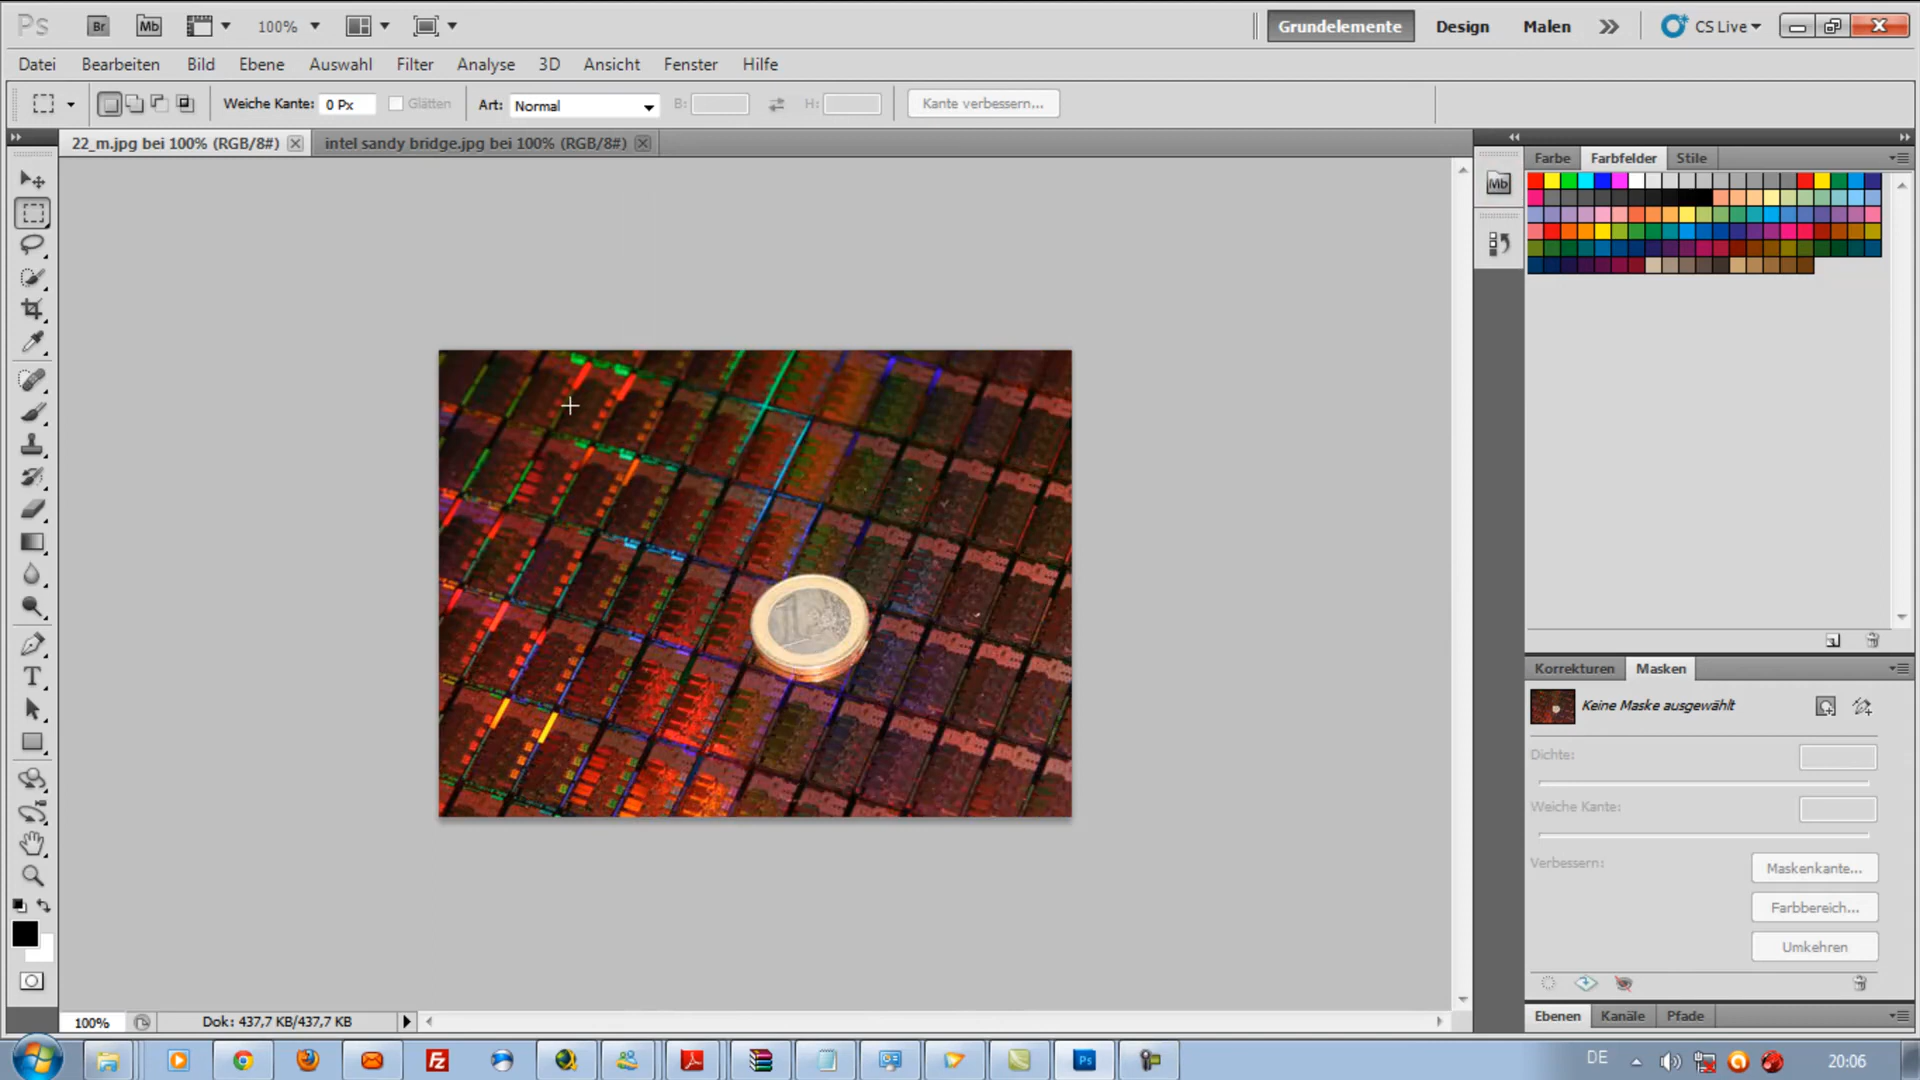 Ps Br Mb 100% Grundelemente Design Malen CS Live
Datei Bearbeiten Bild Ebene Auswahl Filter Analyse 3D Ansicht Fenster Hilfe
Weiche Kante: 0 Px Glätten Art: Normal B: H: Kante verbessern...
22_m.jpg bei 100% (RGB/8#) intel sandy bridge.jpg bei 100% (RGB/8#)
Farbe Farbfelder Stile
Mb
Korrekturen Masken
Keine Maske ausgewählt
Dichte:
Weiche Kante:
Verbessern: Maskenkante...
Farbbereich...
Umkehren
Ebenen Kanäle Pfade
100% Dok: 437,7 KB/437,7 KB
Fz Ps DE 20:06